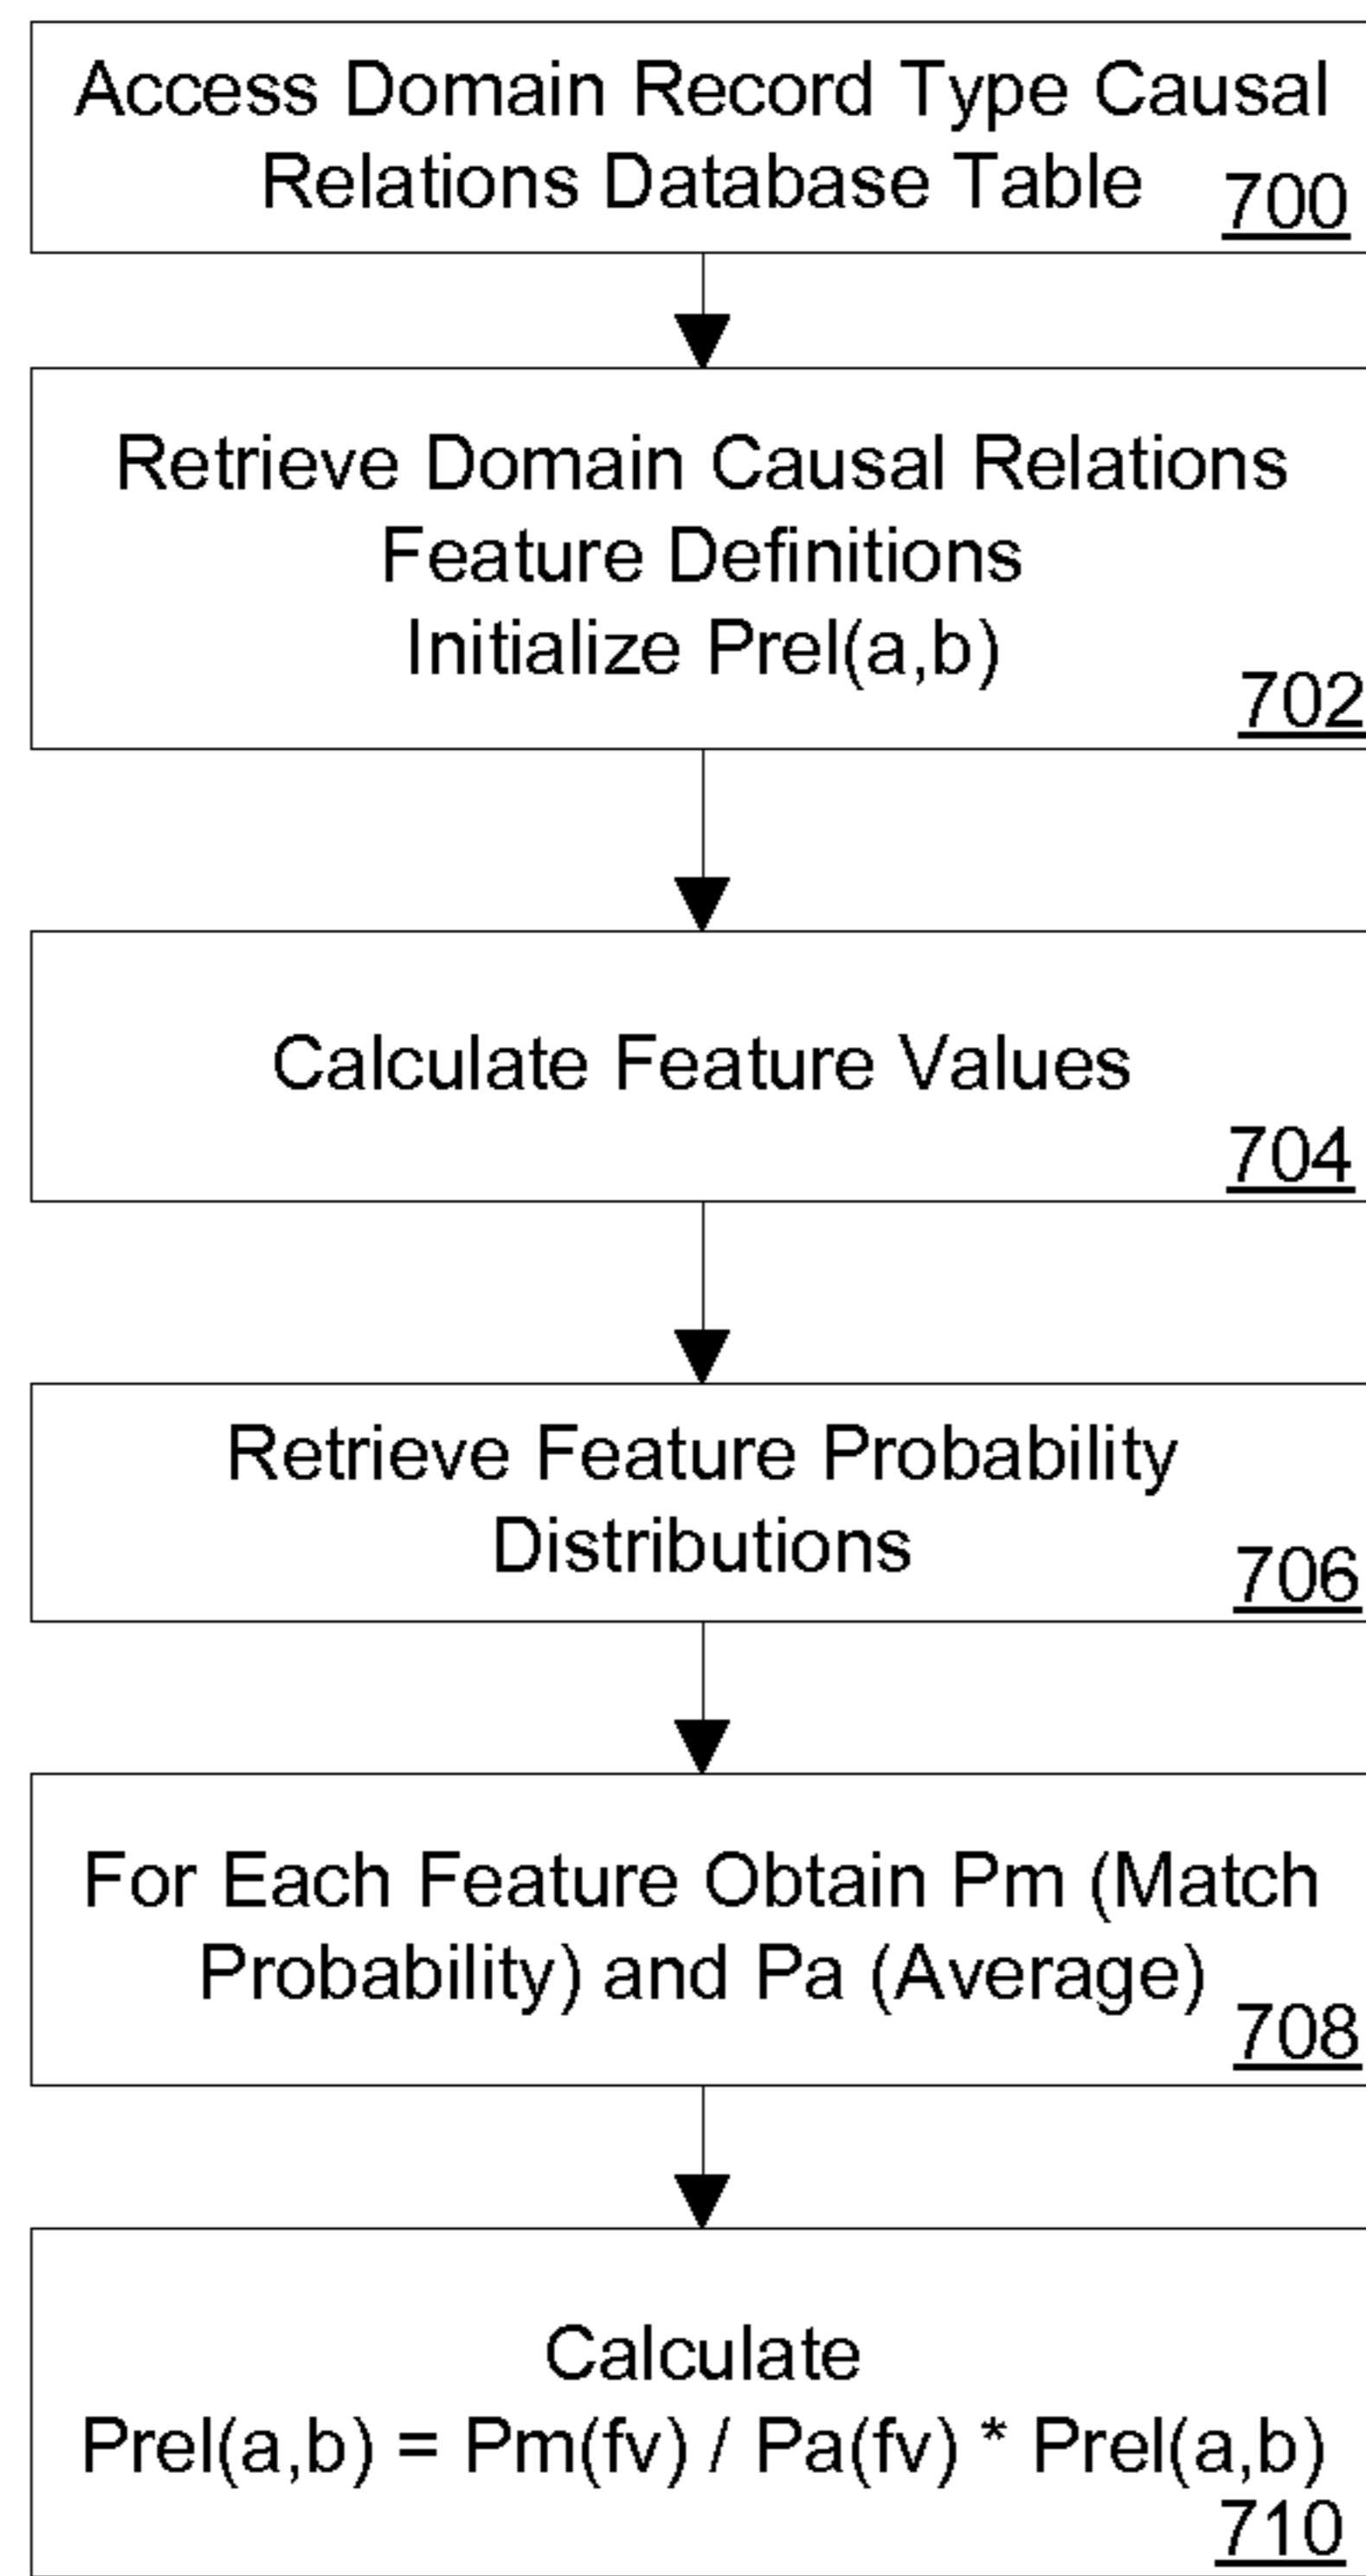 Access Domain Record Type Causal
Relations Database Table
700
Retrieve Domain Causal Relations
Feature Definitions
Initialize Prel(a,b)
702
Calculate Feature Values
704
Retrieve Feature Probability
Distributions
706
For Each Feature Obtain Pm (Match
Probability) and Pa (Average)
708
Calculate
Prel(a,b) = Pm(fv) / Pa(fv) * Prel(a,b)
710